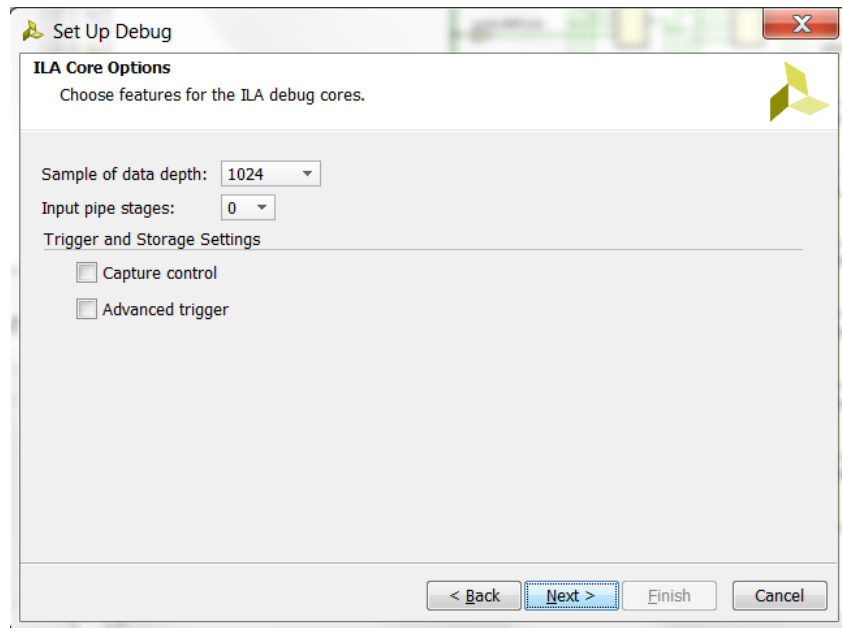 Set Up Debug
ILA Core Options
Choose features for the ILA debug cores.
Sample of data depth: 1024
Input pipe stages: 0
Trigger and Storage Settings
Capture control
Advanced trigger
< Back Next > Finish Cancel